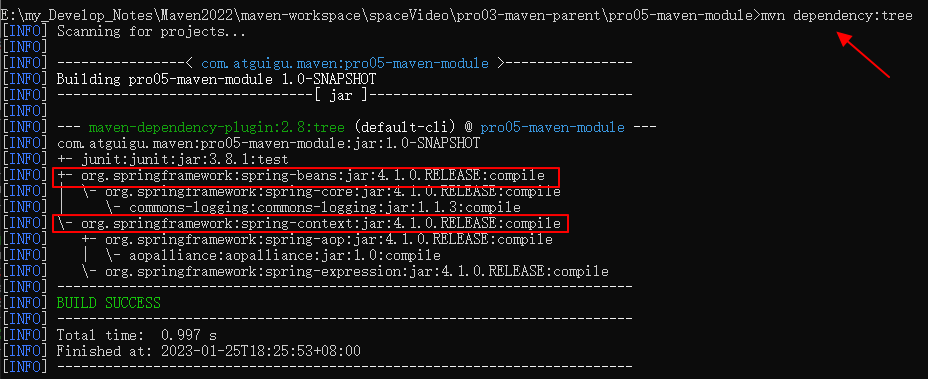 E:\my_Develop_Notes\Maven2022\maven-workspace\spaceVideo\pro03-maven-parent\pro05-mvn-module>mvn dependency:tree
[INFO] Scanning for projects...
[INFO]
[INFO] ----------------< com.atguigu.maven:pro05-maven-module >----------------
[INFO] Building pro05-maven-module 1.0-SNAPSHOT
[INFO] --------------------------------[ jar ]---------------------------------
[INFO]
[INFO] --- maven-dependency-plugin:2.8:tree (default-cli) @ pro05-maven-module ---
[INFO] com.atguigu.maven:pro05-maven-module:jar:1.0-SNAPSHOT
[INFO] +- junit:junit:jar:3.8.1:test
[INFO] +- org.springframework:spring-beans:jar:4.1.0.RELEASE:compile
[INFO] |  \- org.springframework:spring-core:jar:4.1.0.RELEASE:compile
[INFO] |     \- commons-logging:commons-logging:jar:1.1.3:compile
[INFO] \- org.springframework:spring-context:jar:4.1.0.RELEASE:compile
[INFO]    +- org.springframework:spring-aop:jar:4.1.0.RELEASE:compile
[INFO]    |  \- aopalliance:aopalliance:jar:1.0:compile
[INFO]    \- org.springframework:spring-expression:jar:4.1.0.RELEASE:compile
[INFO] ------------------------------------------------------------------------
[INFO] BUILD SUCCESS
[INFO] ------------------------------------------------------------------------
[INFO] Total time:  0.997 s
[INFO] Finished at: 2023-01-25T18:25:53+08:00
[INFO] ------------------------------------------------------------------------